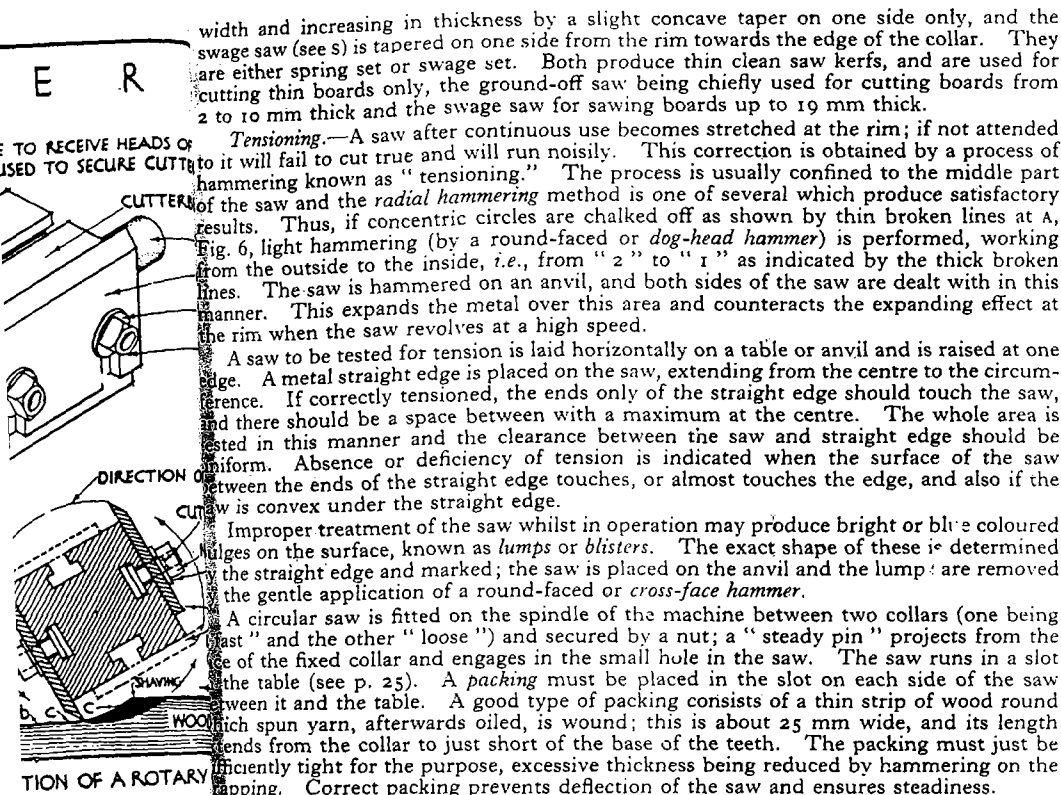 width and increasing in thickness by a slight concave taper on one side only, and the
swage saw (see s) is tapered on one side from the rim towards the edge of the collar. They
are either spring set or swage set. Both produce thin clean saw kerfs, and are used for
cutting thin boards only, the ground-off saw being chiefly used for cutting boards from
2 to 10 mm thick and the swage saw for sawing boards up to 19 mm thick.
Tensioning.—A saw after continuous use becomes stretched at the rim; if not attended
to it will fail to cut true and will run noisily. This correction is obtained by a process of
hammering known as " tensioning." The process is usually confined to the middle part
of the saw and the radial hammering method is one of several which produce satisfactory
results. Thus, if concentric circles are chalked off as shown by thin broken lines at A,
Fig. 6, light hammering (by a round-faced or dog-head hammer) is performed, working
from the outside to the inside, i.e., from " 2 " to " 1 " as indicated by the thick broken
lines. The saw is hammered on an anvil, and both sides of the saw are dealt with in this
manner. This expands the metal over this area and counteracts the expanding effect at
the rim when the saw revolves at a high speed.
A saw to be tested for tension is laid horizontally on a table or anvil and is raised at one
edge. A metal straight edge is placed on the saw, extending from the centre to the circum-
ference. If correctly tensioned, the ends only of the straight edge should touch the saw,
and there should be a space between with a maximum at the centre. The whole area is
ested in this manner and the clearance between the saw and straight edge should be
niform. Absence or deficiency of tension is indicated when the surface of the saw
etween the ends of the straight edge touches, or almost touches the edge, and also if the
w is convex under the straight edge.
Improper treatment of the saw whilst in operation may produce bright or blue coloured
ulges on the surface, known as lumps or blisters. The exact shape of these is determined
y the straight edge and marked; the saw is placed on the anvil and the lumps are removed
the gentle application of a round-faced or cross-face hammer.
A circular saw is fitted on the spindle of the machine between two collars (one being
ast " and the other " loose ") and secured by a nut; a " steady pin " projects from the
ce of the fixed collar and engages in the small hole in the saw. The saw runs in a slot
the table (see p. 25). A packing must be placed in the slot on each side of the saw
etween it and the table. A good type of packing consists of a thin strip of wood round
ich spun yarn, afterwards oiled, is wound; this is about 25 mm wide, and its length
tends from the collar to just short of the base of the teeth. The packing must just be
fficiently tight for the purpose, excessive thickness being reduced by hammering on the
apping. Correct packing prevents deflection of the saw and ensures steadiness.
E R
E TO RECEIVE HEADS OF
USED TO SECURE CUTTE
CUTTER
DIRECTION O
CUT
SHAVING
b C C
WOO
TION OF A ROTARY